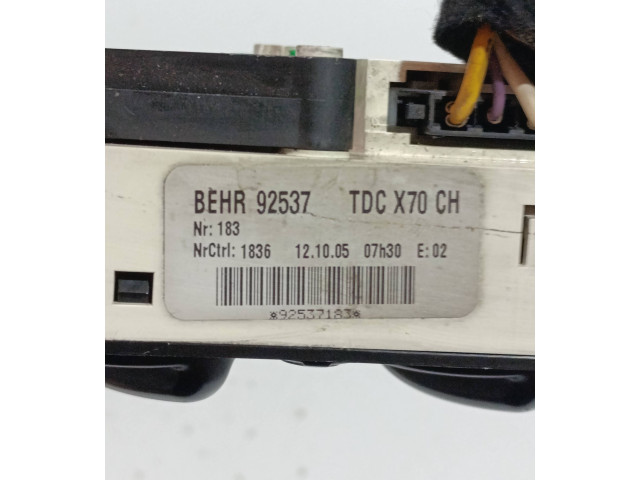 BEHR 92537 TDC X70 CH
Nr: 183
NrCtrl: 1836 12.10.05 07h30 E: 02
*92537183*